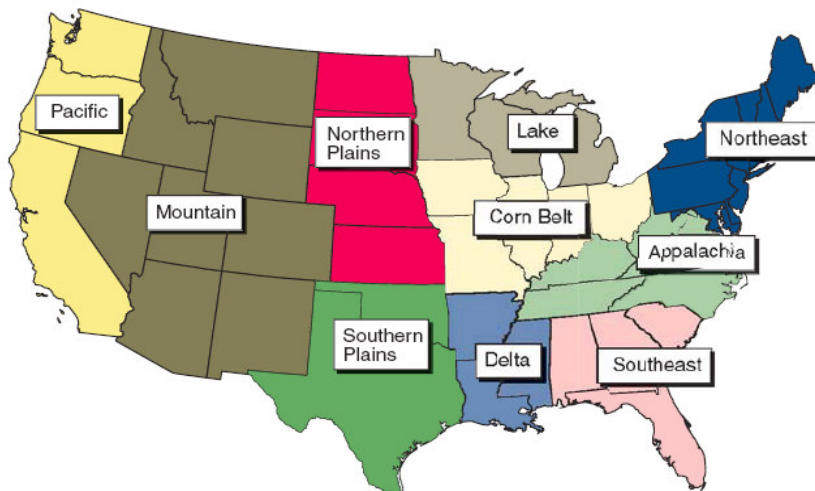 Pacific
Northern
Plains
Lake
Northeast
Mountain
Corn Belt
Appalachia
Southern
Plains
Delta
Southeast